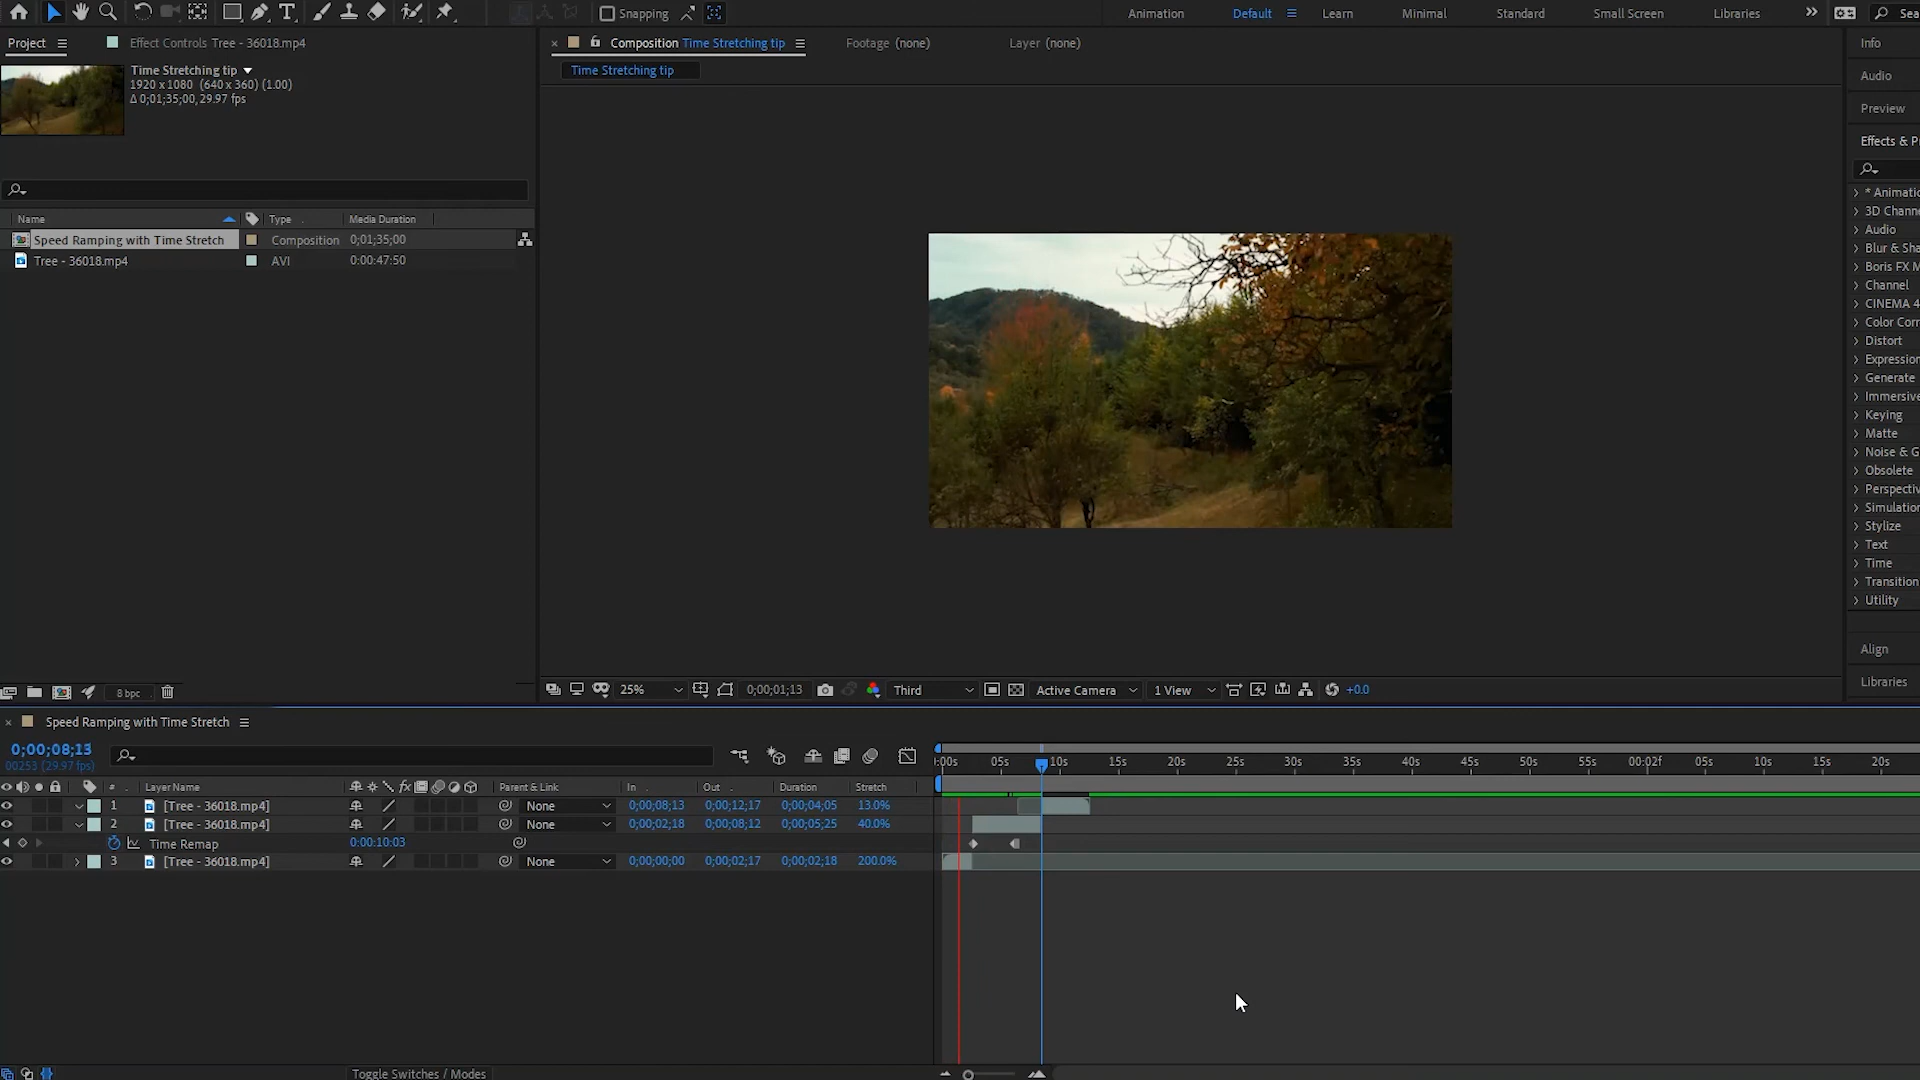 Snapping
Animation
Default
Learn
Minimal
Standard
Small Screen
Libraries
Project
Effect Controls Tree - 36018.mp4
Composition Time Stretching tip
Footage (none)
Layer (none)
Info
Time Stretching tip
Time Stretching tip
1920 x 1080 (640 x 360) (1.00)
Δ 0;01;35;00, 29.97 fps
Audio
Preview
Effects & P
Name
Type
Media Duration
Speed Ramping with Time Stretch
Composition
0;01;35;00
Tree - 36018.mp4
AVI
0:00:47:50
* Animatio
3D Channe
Audio
Blur & Sha
Boris FX M
Channel
CINEMA 4
Color Corr
Distort
Expression
Generate
Immersive
Keying
Matte
Noise & G
Obsolete
Perspectiv
Simulation
Stylize
Text
Time
Transition
Utility
Align
Libraries
8 bpc
25%
0;00;01;13
Third
Active Camera
1 View
+0.0
Speed Ramping with Time Stretch
0;00;08;13
00253 (29.97 fps)
:00s 05s 10s 15s 20s 25s 30s 35s 40s 45s 50s 55s 00:02f 05s 10s 15s 20s
# Layer Name fx Parent & Link In Out Duration Stretch
1 [Tree - 36018.mp4] None 0;00;08;13 0;00;12;17 0;00;04;05 13.0%
2 [Tree - 36018.mp4] None 0;00;02;18 0;00;08;12 0;00;05;25 40.0%
Time Remap 0:00:10:03
3 [Tree - 36018.mp4] None 0;00;00;00 0;00;02;17 0;00;02;18 200.0%
Toggle Switches / Modes